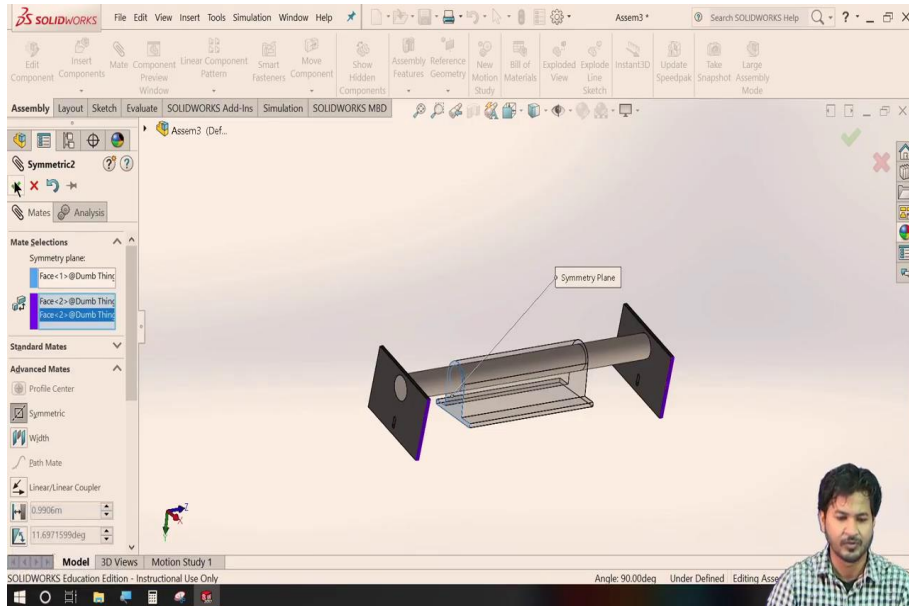 SOLIDWORKS File Edit View Insert Tools Simulation Window Help Assem3 * Search SOLIDWORKS Help
Edit Component
Insert Components
Mate
Component Preview Window
Linear Component Pattern
Smart Fasteners
Move Component
Show Hidden Components
Assembly Features
Reference Geometry
New Motion Study
Bill of Materials
Exploded View
Explode Line Sketch
Instant3D
Update Speedpak
Take Snapshot
Large Assembly Mode
Assembly Layout Sketch Evaluate SOLIDWORKS Add-Ins Simulation SOLIDWORKS MBD
Assem3 (Def...
Symmetric2
Mates Analysis
Mate Selections
Symmetry plane:
Face<1>@Dumb Thing
Face<2>@Dumb Thing
Face<2>@Dumb Thing
Standard Mates
Advanced Mates
Profile Center
Symmetric
Width
Path Mate
Linear/Linear Coupler
0.9906m
11.6971599deg
Symmetry Plane
Z
X
Y
Model 3D Views Motion Study 1
SOLIDWORKS Education Edition - Instructional Use Only Angle: 90.00deg Under Defined Editing Asse